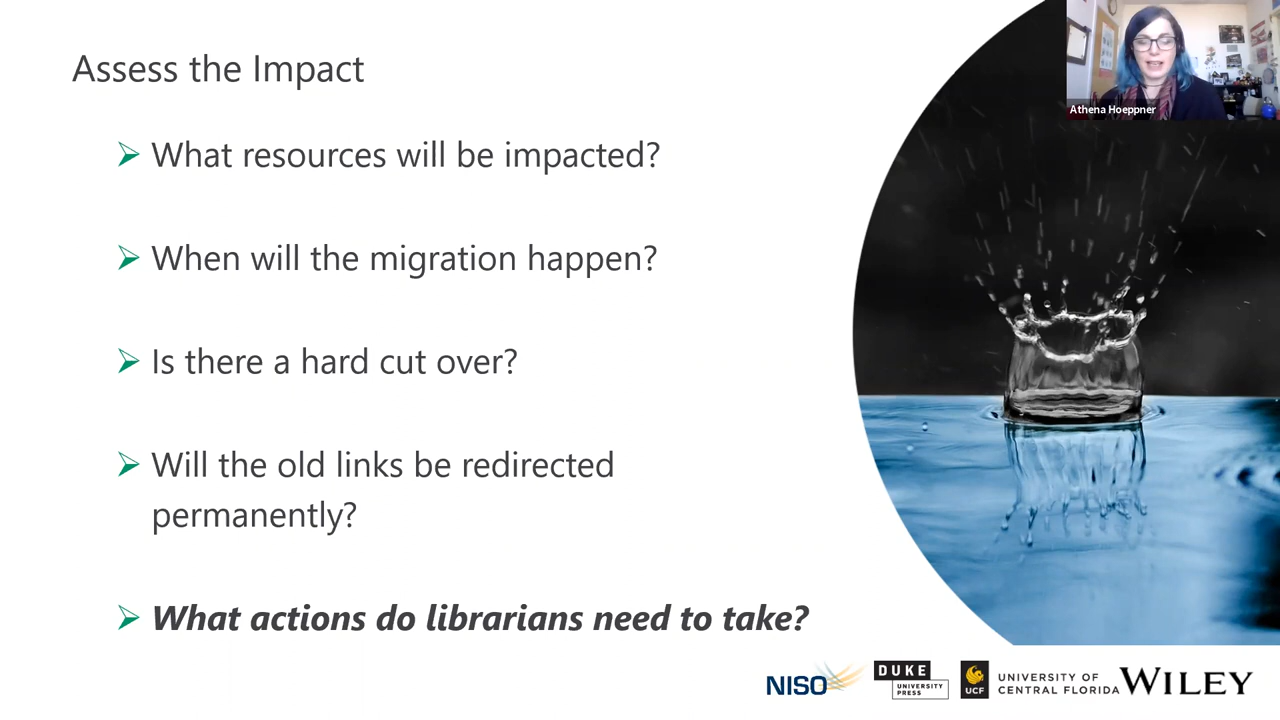 Assess the Impact
Athena Hoeppner
What resources will be impacted?
When will the migration happen?
Is there a hard cut over?
Will the old links be redirected
permanently?
What actions do librarians need to take?
NISO
DUKE
UNIVERSITY
PRESS
UCF
UNIVERSITY OF
CENTRAL FLORIDA
WILEY